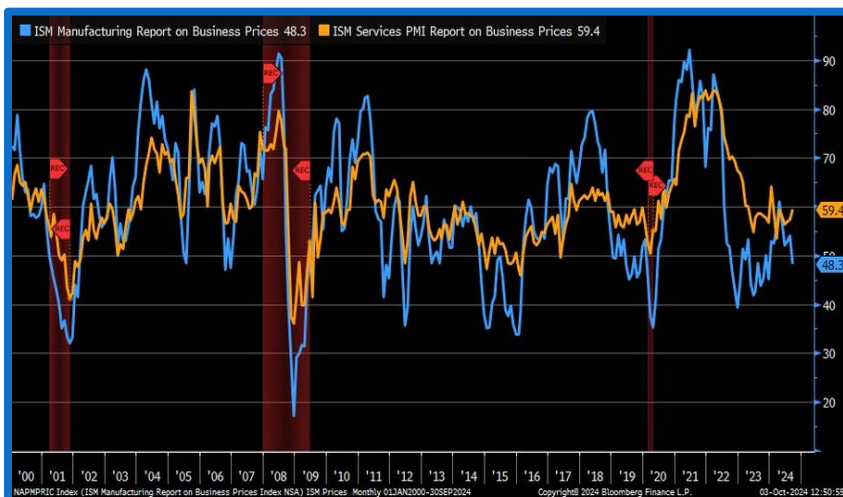 ISM Manufacturing Report on Business Prices 48.3 ISM Services PMI Report on Business Prices 59.4
REC
90
80
REC REC REC
70
REC
REC
60
59.4
50
48.3
40
30
20
'00 '01 '02 '03 '04 '05 '06 '07 '08 '09 '10 '11 '12 '13 '14 '15 '16 '17 '18 '19 '20 '21 '22 '23 '24
NAPMPRIC Index (ISM Manufacturing Report on Business Prices Index NSA) ISM Prices Monthly 01JAN2000-30SEP2024 Copyright© 2024 Bloomberg Finance L.P. 03-Oct-2024 12:50:55